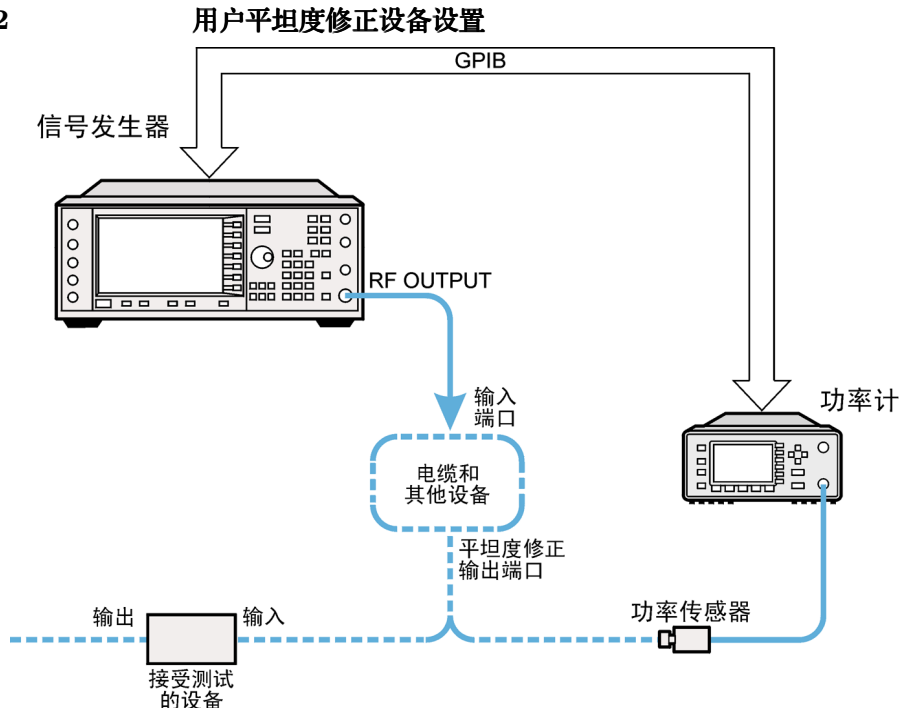 2 用户平坦度修正设备设置
GPIB
信号发生器
RF OUTPUT
输入
端口
功率计
电缆和
其他设备
平坦度修正
输出端口
输出
输入
功率传感器
接受测试
的设备